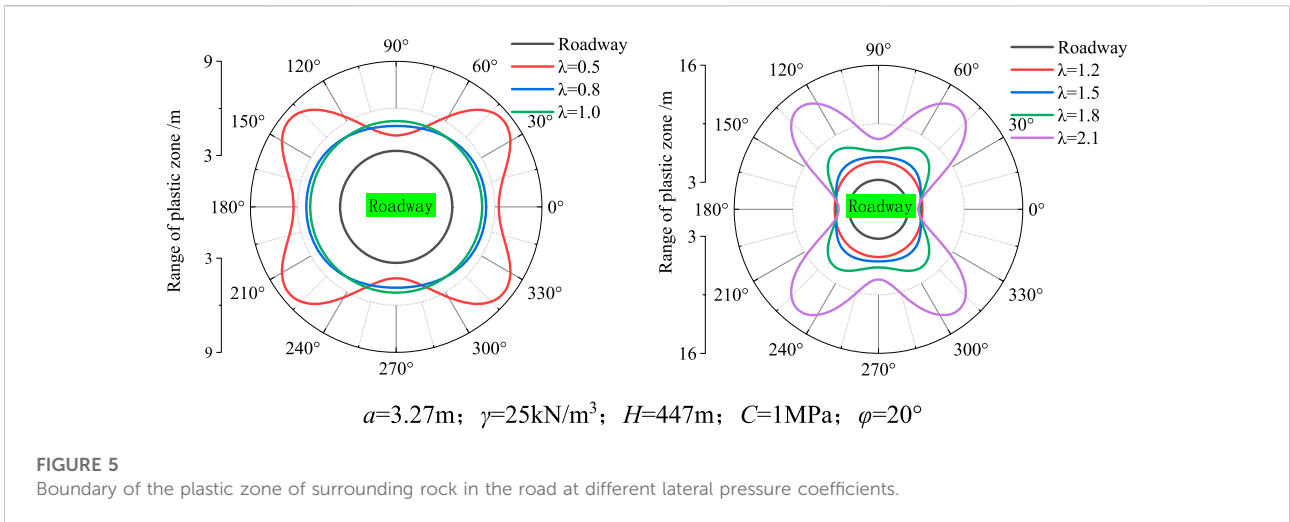 90°
120°
60°
150°
30°
180°
0°
210°
330°
240°
300°
270°
9
3
3
9
Range of plastic zone /m
Roadway
Roadway
λ=0.5
λ=0.8
λ=1.0
90°
120°
60°
150°
30°
180°
0°
210°
330°
240°
300°
270°
16
3
3
16
Range of plastic zone /m
Roadway
Roadway
λ=1.2
λ=1.5
λ=1.8
λ=2.1
a=3.27m; γ=25kN/m³; H=447m; C=1MPa; φ=20°
FIGURE 5
Boundary of the plastic zone of surrounding rock in the road at different lateral pressure coefficients.